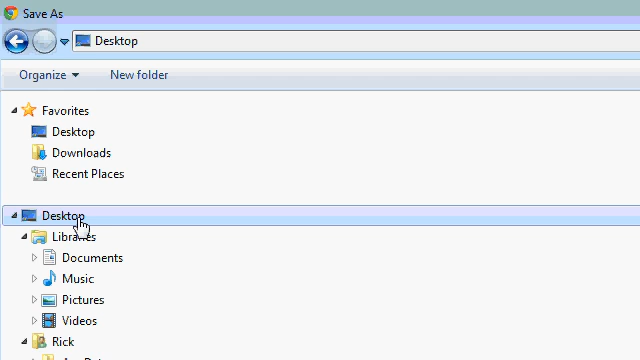 Save As
Desktop
Organize New folder
Favorites
Desktop
Downloads
Recent Places
Desktop
Libraries
Documents
Music
Pictures
Videos
Rick